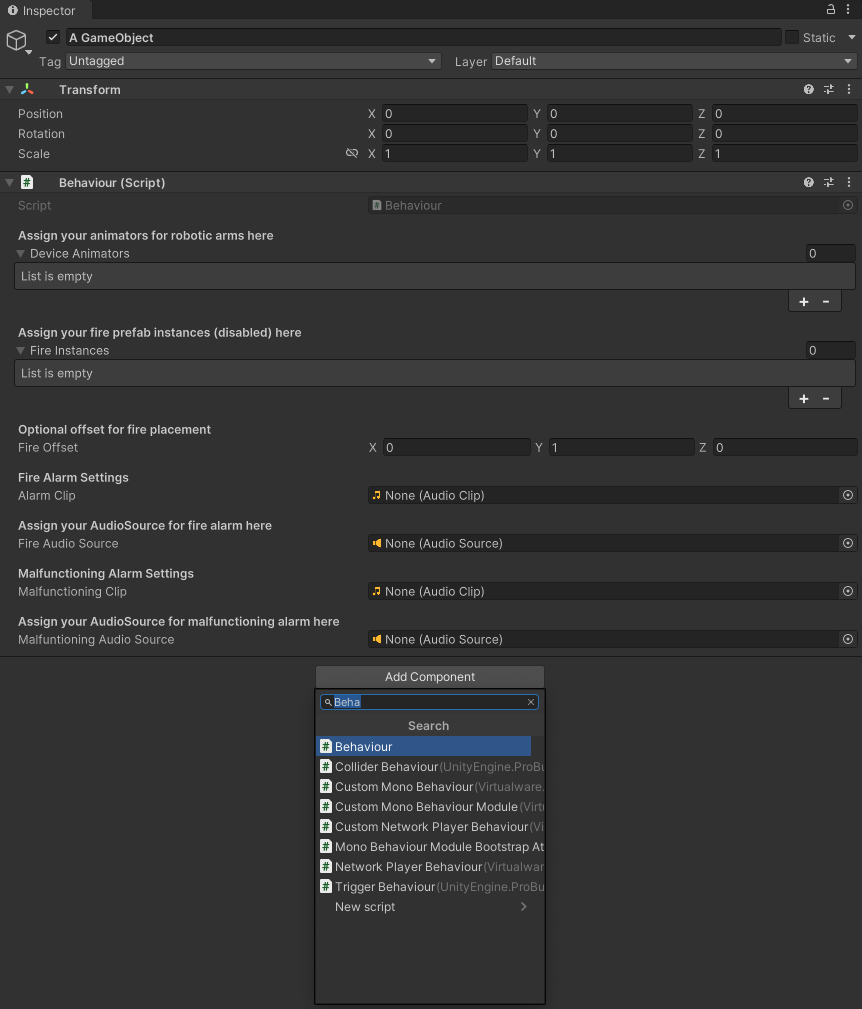 Inspector
A GameObject Static
Tag Untagged Layer Default
Transform
Position X 0 Y 0 Z 0
Rotation X 0 Y 0 Z 0
Scale X 1 Y 1 Z 1
# Behaviour (Script)
Script # Behaviour
Assign your animators for robotic arms here
Device Animators 0
List is empty
+ -
Assign your fire prefab instances (disabled) here
Fire Instances 0
List is empty
+ -
Optional offset for fire placement
Fire Offset X 0 Y 1 Z 0
Fire Alarm Settings
Alarm Clip None (Audio Clip)
Assign your AudioSource for fire alarm here
Fire Audio Source None (Audio Source)
Malfunctioning Alarm Settings
Malfunctioning Clip None (Audio Clip)
Assign your AudioSource for malfunctioning alarm here
Malfuntioning Audio Source None (Audio Source)
Add Component
Beha
Search
# Behaviour
# Collider Behaviour (UnityEngine.ProBu
# Custom Mono Behaviour (Virtualware.
# Custom Mono Behaviour Module (Virt
# Custom Network Player Behaviour (Vi
# Mono Behaviour Module Bootstrap At
# Network Player Behaviour (Virtualwar
# Trigger Behaviour (UnityEngine.ProBu
New script